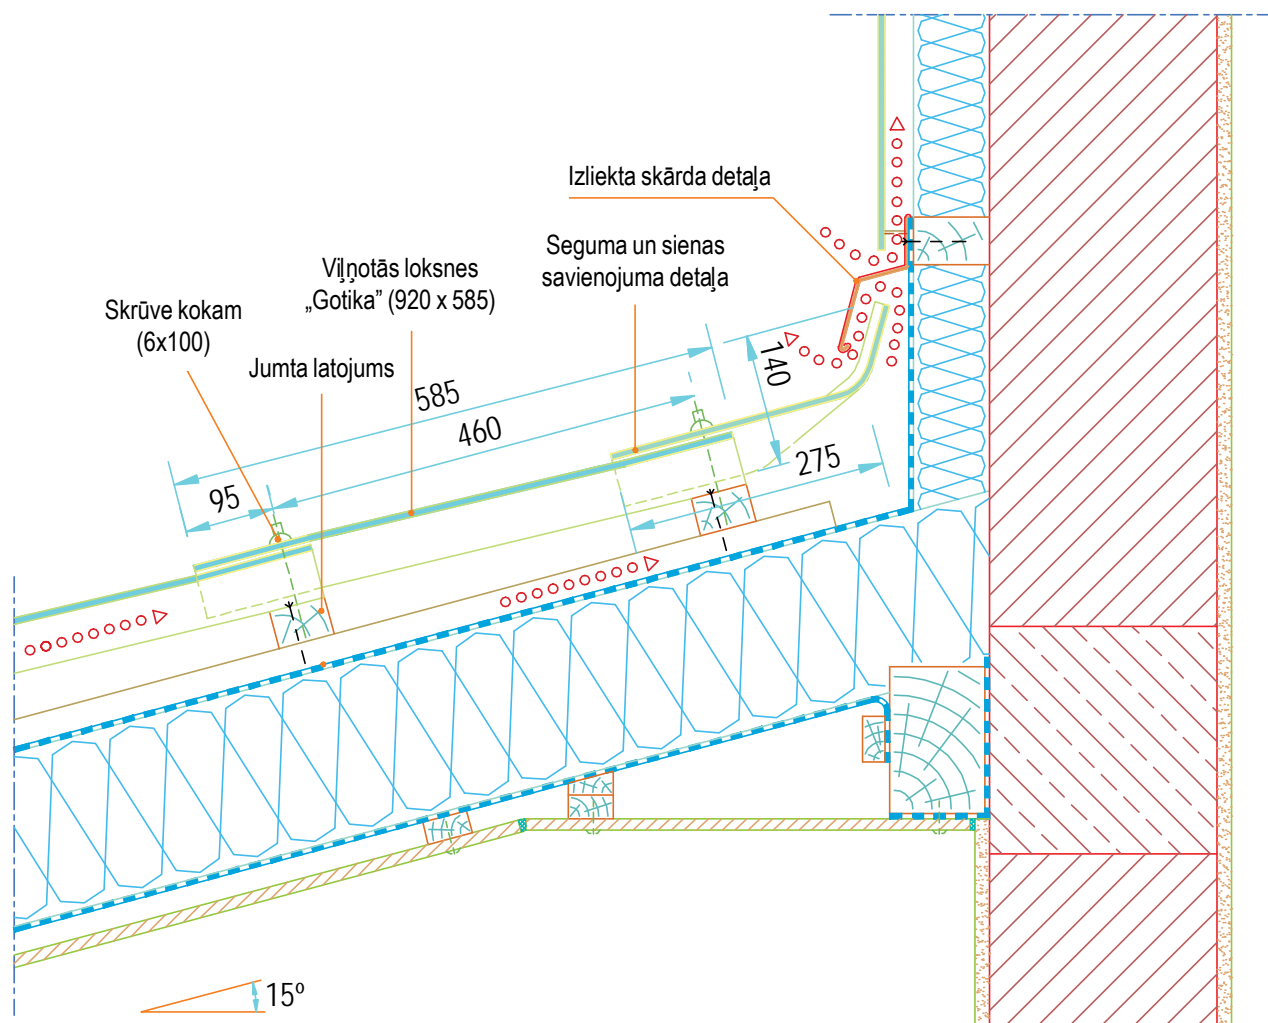 Izliekta skārda detaļa
Seguma un sienas
savienojuma detaļa
Viļņotās loksnes
„Gotika” (920 x 585)
Skrūve kokam
(6x100)
Jumta latojums
585
460
140
275
95
15º